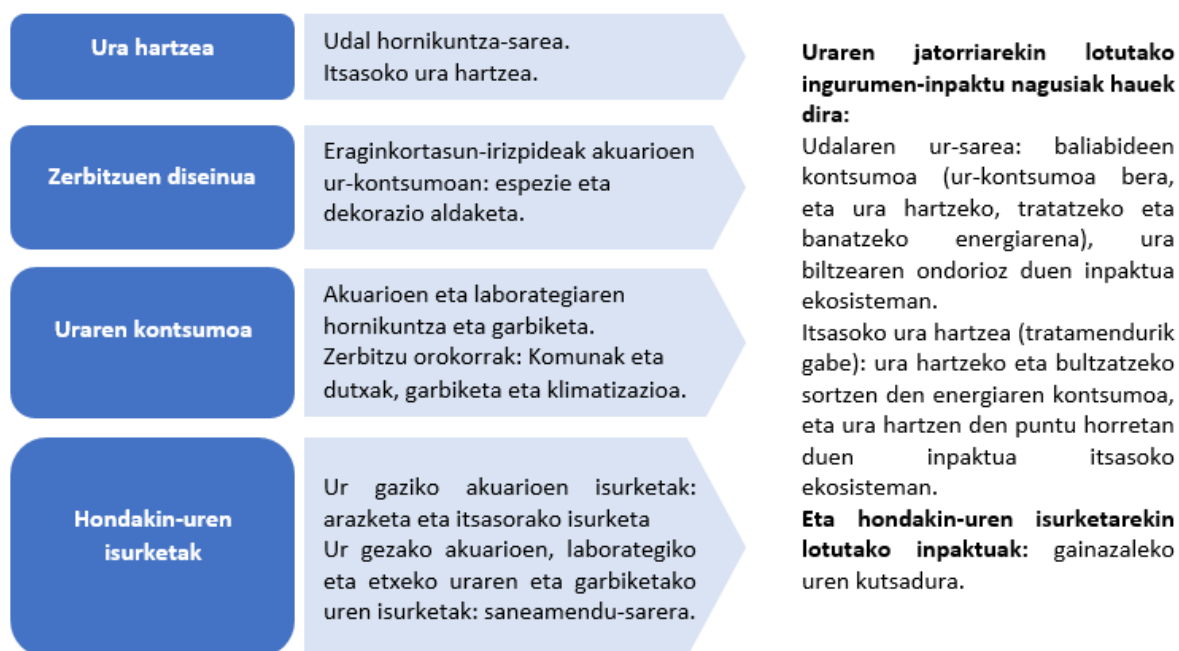 Ura hartzea
Udal hornikuntza-sarea.
Itsasoko ura hartzea.
Zerbitzuen diseinua
Eraginkortasun-irizpideak akuarioen
ur-kontsumoan: espezie eta
dekorazio aldaketa.
Uraren kontsumoa
Akuarioen eta laborategiaren
hornikuntza eta garbiketa.
Zerbitzu orokorrak: Komunak eta
dutxak, garbiketa eta klimatizazioa.
Hondakin-uren
isurketak
Ur gaziko akuarioen isurketak:
arazketa eta itsasorako isurketa
Ur gezako akuarioen, laborategiko
eta etxeko uraren eta garbiketako
uren isurketak: saneamendu-sarera.
Uraren jatorriarekin lotutako
ingurumen-inpaktu nagusiak hauek
dira:
Udalaren ur-sarea: baliabideen
kontsumoa (ur-kontsumoa bera,
eta ura hartzeko, tratatzeko eta
banatzeko energiarena), ura
biltzearen ondorioz duen inpaktua
ekosisteman.
Itsasoko ura hartzea (tratamendurik
gabe): ura hartzeko eta bultzatzeko
sortzen den energiaren kontsumoa,
eta ura hartzen den puntu horretan
duen inpaktua itsasoko
ekosisteman.
Eta hondakin-uren isurketarekin
lotutako inpaktuak: gainazaleko
uren kutsadura.